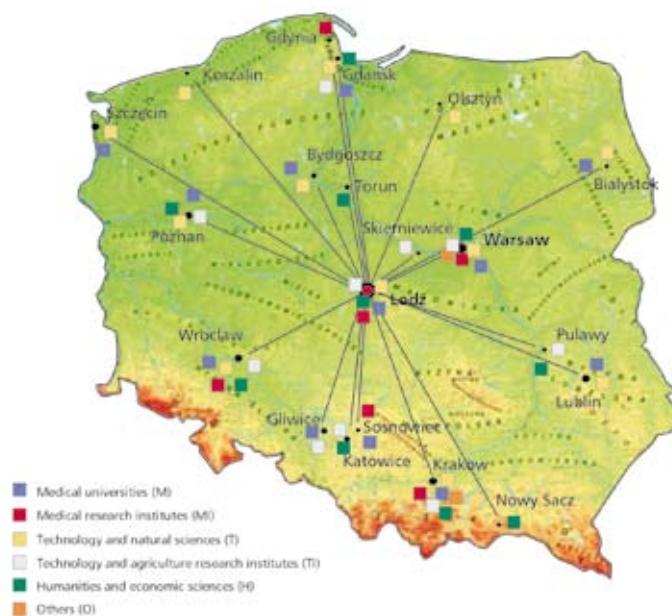 Gdynia
Koszalin
Gdansk
Olsztyn
Szczecin
Bydgoszcz
Torun
Bialystok
Skierniewice
Poznan
Warsaw
Lodz
Wroclaw
Pulawy
Lublin
Gliwice
Sosnowiec
Katowice
Krakow
Nowy Sacz
Medical universities (M)
Medical research institutes (MI)
Technology and natural sciences (T)
Technology and agriculture research institutes (TI)
Humanities and economic sciences (H)
Others (O)